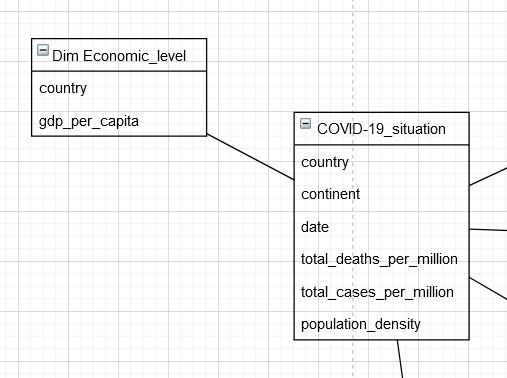 Dim Economic_level
country
gdp_per_capita
COVID-19_situation
country
continent
date
total_deaths_per_million
total_cases_per_million
population_density